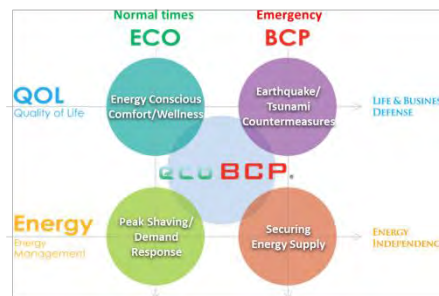 Normal times
Emergency
ECO
BCP
QOL
Quality of Life
Energy Conscious
Comfort/Wellness
Earthquake/
Tsunami
Countermeasures
LIFE & BUSINES
DEFENSE
eco BCP®
Energy
Energy
Management
Peak Shaving/
Demand
Response
Securing
Energy Supply
ENERGY
INDEPENDENC